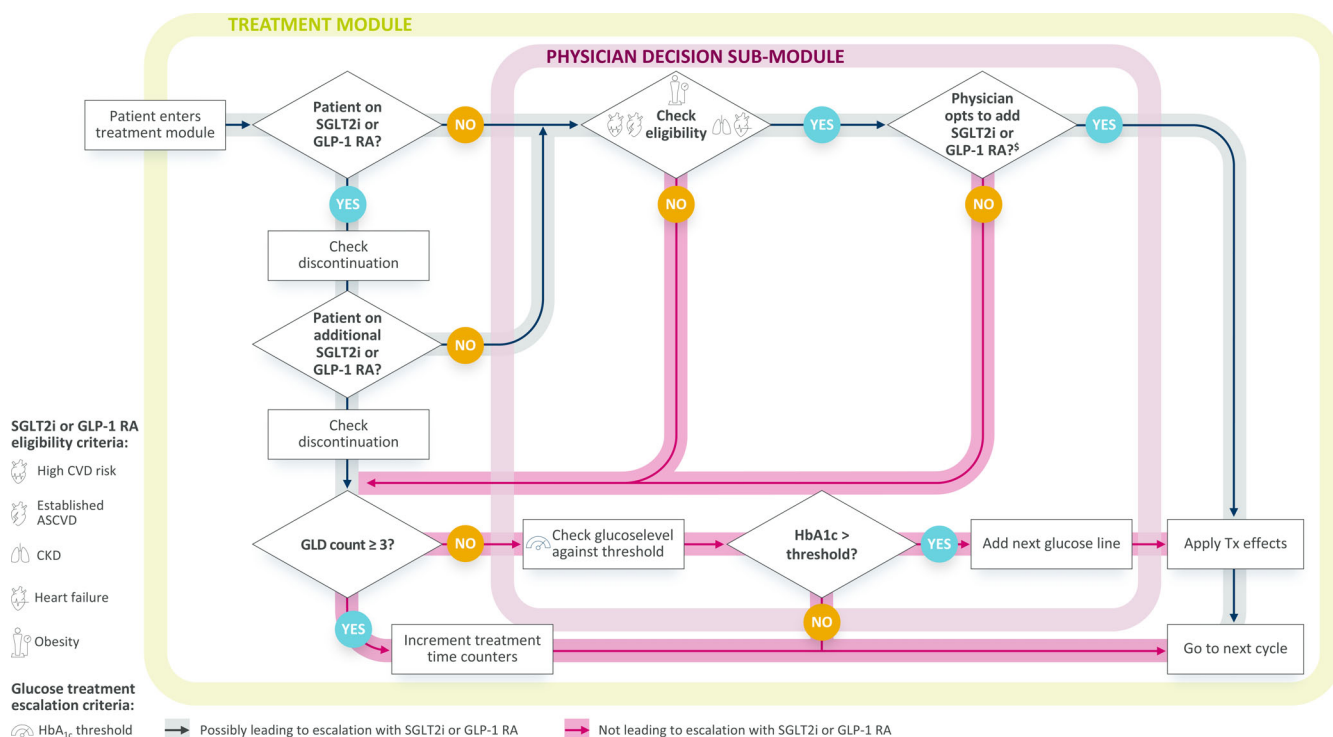 TREATMENT MODULE
PHYSICIAN DECISION SUB-MODULE
Patient enters
treatment module
Patient on
SGLT2i or
GLP-1 RA?
NO
Check
eligibility
YES
Physician
opts to add
SGLT2i or
GLP-1 RA?$
YES
YES
NO
NO
Check
discontinuation
Patient on
additional
SGLT2i or
GLP-1 RA?
NO
Check
discontinuation
GLD count ≥ 3?
NO
Check glucoselevel
against threshold
HbA1c >
threshold?
YES
Add next glucose line
Apply Tx effects
YES
NO
Increment treatment
time counters
Go to next cycle
SGLT2i or GLP-1 RA
eligibility criteria:
High CVD risk
Established
ASCVD
CKD
Heart failure
Obesity
Glucose treatment
escalation criteria:
HbA1c threshold
Possibly leading to escalation with SGLT2i or GLP-1 RA
Not leading to escalation with SGLT2i or GLP-1 RA